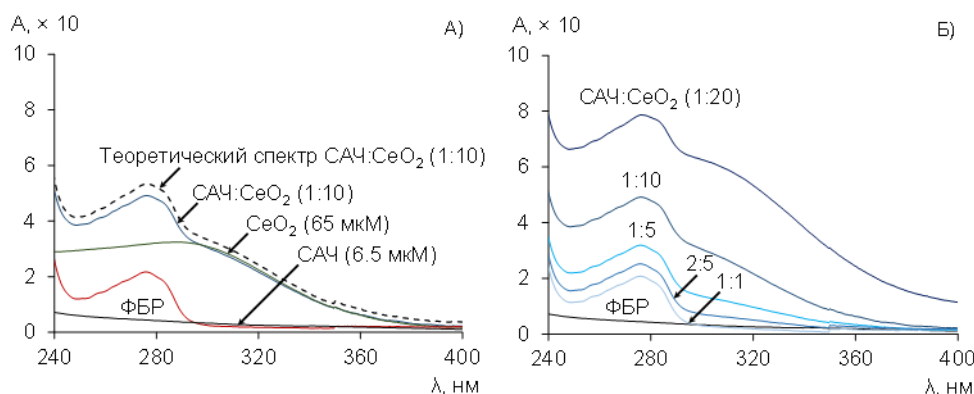 A, × 10
А)
10
8
6
4
2
0
Теоретический спектр САЧ:CeO₂ (1:10)
САЧ:CeO₂ (1:10)
CeO₂ (65 мкМ)
САЧ (6.5 мкМ)
ФБР
240 280 320 360 400
λ, нм
A, × 10
Б)
10
8
6
4
2
0
САЧ:CeO₂ (1:20)
1:10
1:5
2:5
1:1
ФБР
240 280 320 360 400
λ, нм